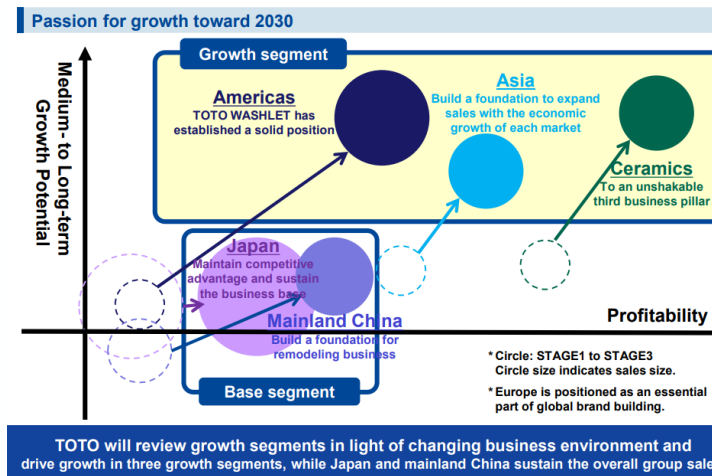 Passion for growth toward 2030
Medium- to Long-term
Growth Potential
Growth segment
Americas
TOTO WASHLET has
established a solid position
Asia
Build a foundation to expand
sales with the economic
growth of each market
Ceramics
To an unshakable
third business pillar
Japan
Maintain competitive
advantage and sustain
the business base
Mainland China
Build a foundation for
remodeling business
Base segment
Profitability
* Circle: STAGE1 to STAGE3
Circle size indicates sales size.
* Europe is positioned as an essential
part of global brand building.
TOTO will review growth segments in light of changing business environment and
drive growth in three growth segments, while Japan and mainland China sustain the overall group sale